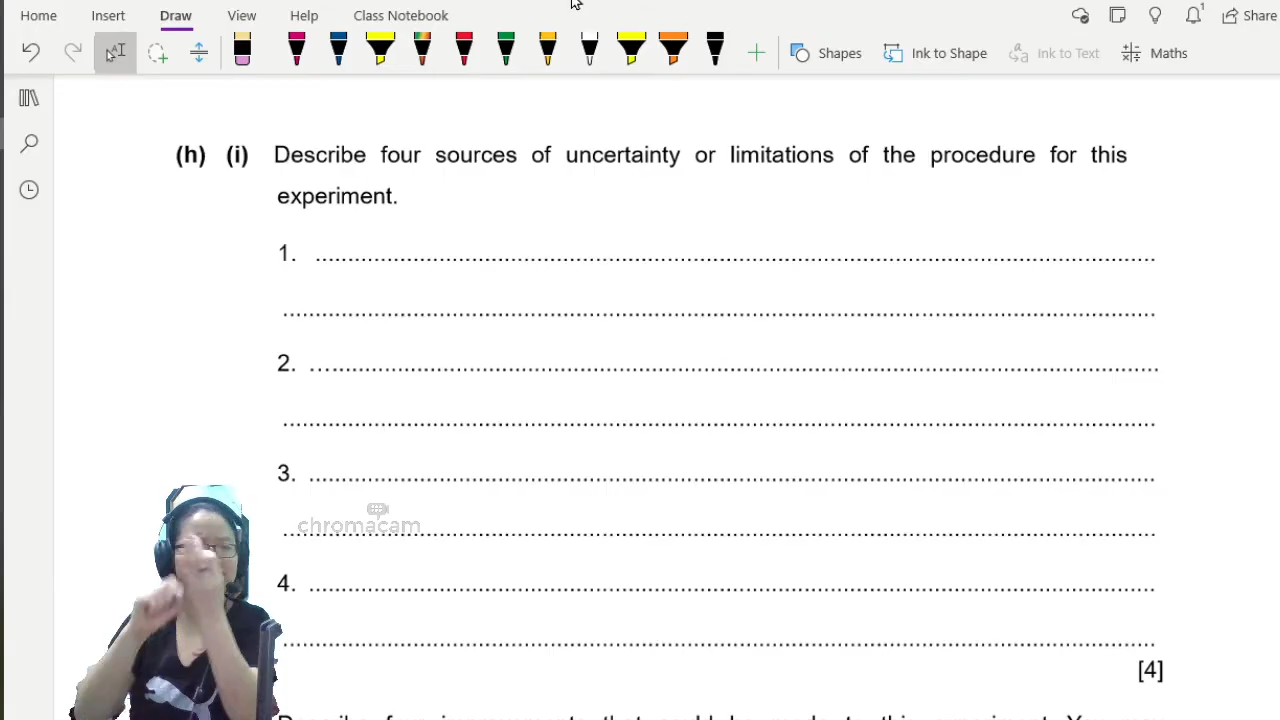 Home Insert Draw View Help Class Notebook Share
1
Shapes Ink to Shape Ink to Text Maths
(h) (i) Describe four sources of uncertainty or limitations of the procedure for this
experiment.
1. ..........................................................................
..........................................................................
2. ..........................................................................
..........................................................................
3. ..........................................................................
chromacam
..........................................................................
4. ..........................................................................
..........................................................................
[4]